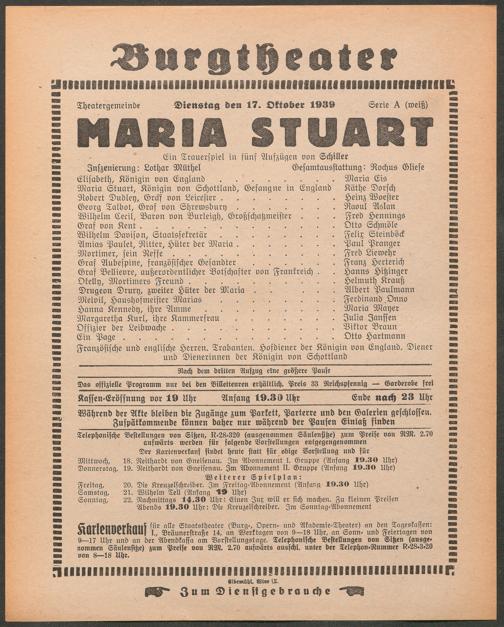 Burgtheater
Theatergemeinde Dienstag den 17. Oktober 1939 Serie A (weiß)
MARIA STUART
Ein Trauerspiel in fünf Aufzügen von Schiller
Inszenierung: Lothar Müthel Gesamtausstattung: Rochus Gliese
Elisabeth, Königin von England . . . . . Maria Eis
Maria Stuart, Königin von Schottland, Gefangne in England Käthe Dorsch
Robert Dudley, Graf von Leicester . . . . . Heinz Woester
Georg Talbot, Graf von Shrewsbury . . . . . Raoul Aslan
Wilhelm Cecil, Baron von Burleigh, Großschatzmeister . . Fred Hennings
Graf von Kent . . . . . Otto Schmöle
Wilhelm Davison, Staatssekretär . . . . . Felix Steinböck
Amias Paulet, Ritter, Hüter der Maria . . . . . Paul Pranger
Mortimer, sein Neffe . . . . . Fred Liewehr
Graf Aubespine, französischer Gesandter . . . . . Franz Herterich
Graf Bellievre, außerordentlicher Botschafter von Frankreich . Hanns Hitzinger
Okelly, Mortimers Freund . . . . . Helmuth Krauß
Drugeon Drury, zweiter Hüter der Maria . . . . . Albert Paulmann
Melvil, Haushofmeister Marias . . . . . Ferdinand Onno
Hanna Kennedy, ihre Amme . . . . . Maria Mayer
Margaretha Kurl, ihre Kammerfrau . . . . . Julia Janssen
Offizier der Leibwache . . . . . Viktor Braun
Ein Page . . . . . Otto Hartmann
Französische und englische Herren, Trabanten, Hofdiener der Königin von England, Diener
und Dienerinnen der Königin von Schottland
Nach dem dritten Aufzug eine größere Pause
Das offizielle Programm nur bei den Billetteuren erhältlich, Preis 33 Reichspfennig — Garderobe frei
Kassen-Eröffnung vor 19 Uhr Anfang 19.30 Uhr Ende nach 23 Uhr
Während der Akte bleiben die Zugänge zum Parkett, Parterre und den Galerien geschlossen.
Zuspätkommende können daher nur während der Pausen Einlaß finden
Telephonische Bestellungen von Sitzen, R-28-320 (ausgenommen Säulensitze) zum Preise von RM. 2.70
aufwärts werden für folgende Vorstellungen entgegengenommen
Der Kartenverkauf findet heute statt für obige Vorstellung und für
Mittwoch, 18. Neithardt von Gneisenau. Im Abonnement I. Gruppe (Anfang 19.30 Uhr)
Donnerstag, 19. Neithardt von Gneisenau. Im Abonnement II. Gruppe (Anfang 19.30 Uhr)
Weiterer Spielplan:
Freitag, 20. Die Kreuzelschreiber. Im Freitag-Abonnement (Anfang 19.30 Uhr)
Samstag, 21. Wilhelm Tell (Anfang 19 Uhr)
Sonntag, 22. Nachmittags 14.30 Uhr: Einen Jux will er sich machen. Zu kleinen Preisen
Abends 19.30 Uhr: Die Kreuzelschreiber. Im Sonntag-Abonnement
Kartenverkauf für alle Staatstheater (Burg-, Opern- und Akademie-Theater) an den Tageskassen:
I., Bräunerstraße 14, an Werktagen von 9—18 Uhr, an Sonn- und Feiertagen von
9—17 Uhr und an der Abendkassa am Vorstellungstage. Telephonische Bestellungen von Sitzen (ausge-
nommen Säulensitze) zum Preise von RM. 2.70 aufwärts auschl. unter der Telephon-Nummer R-28-3-20
von 8—18 Uhr.
Elbemühl, Wien IX.
Zum Dienstgebrauche